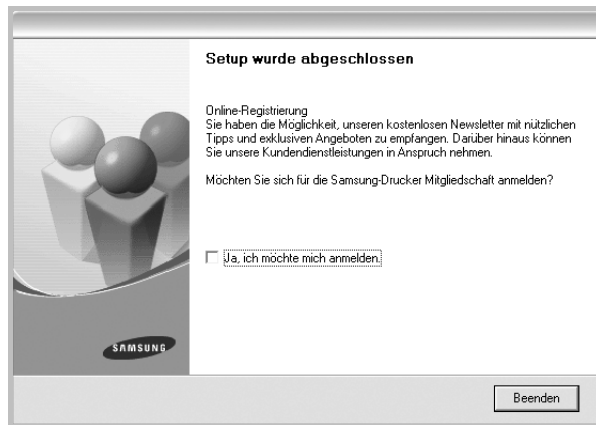 Setup wurde abgeschlossen
Online-Registrierung
Sie haben die Möglichkeit, unseren kostenlosen Newsletter mit nützlichen
Tipps und exklusiven Angeboten zu empfangen. Darüber hinaus können
Sie unsere Kundendienstleistungen in Anspruch nehmen.
Möchten Sie sich für die Samsung-Drucker Mitgliedschaft anmelden?
Ja, ich möchte mich anmelden.
SAMSUNG
Beenden